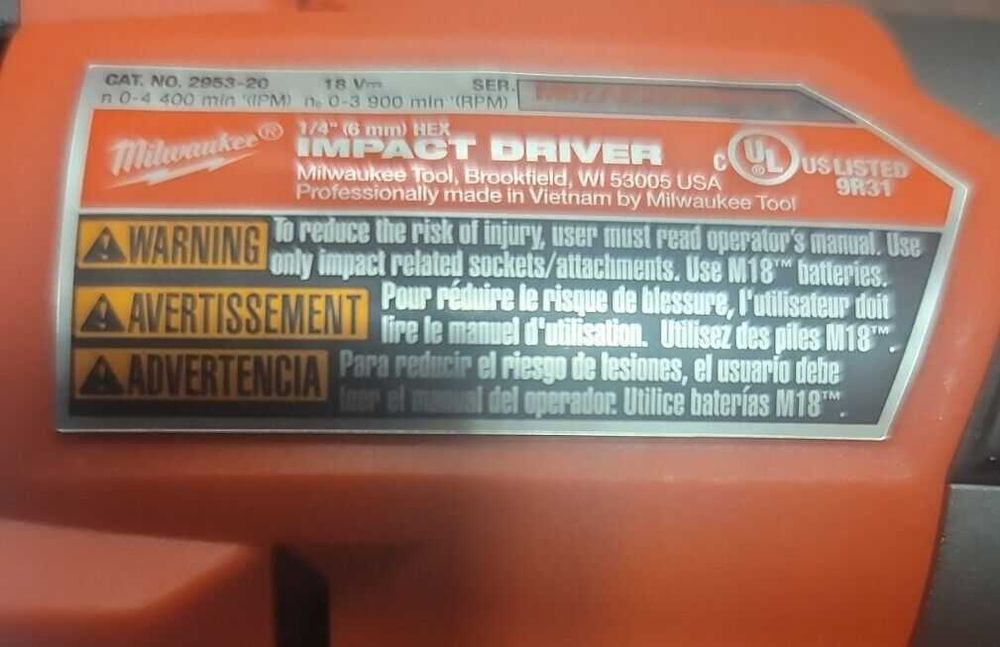 CAT. NO. 2953-20 18 V⎓ SER.
n 0-4 400 min⁻¹(IPM) n₀ 0-3 900 min⁻¹(RPM)
Milwaukee®
1/4" (6 mm) HEX
IMPACT DRIVER
Milwaukee Tool, Brookfield, WI 53005 USA
Professionally made in Vietnam by Milwaukee Tool
C UL® US LISTED
9R31
WARNING To reduce the risk of injury, user must read operator's manual. Use
only impact related sockets/attachments. Use M18™ batteries.
AVERTISSEMENT Pour réduire le risque de blessure, l'utilisateur doit
lire le manuel d'utilisation. Utilisez des piles M18™.
ADVERTENCIA Para reducir el riesgo de lesiones, el usuario debe
leer el manual del operador. Utilice baterías M18™.